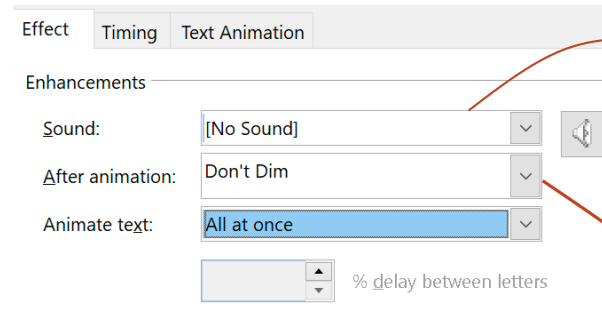 Effect Timing Text Animation
Enhancements
Sound: [No Sound]
After animation: Don't Dim
Animate text: All at once
% delay between letters